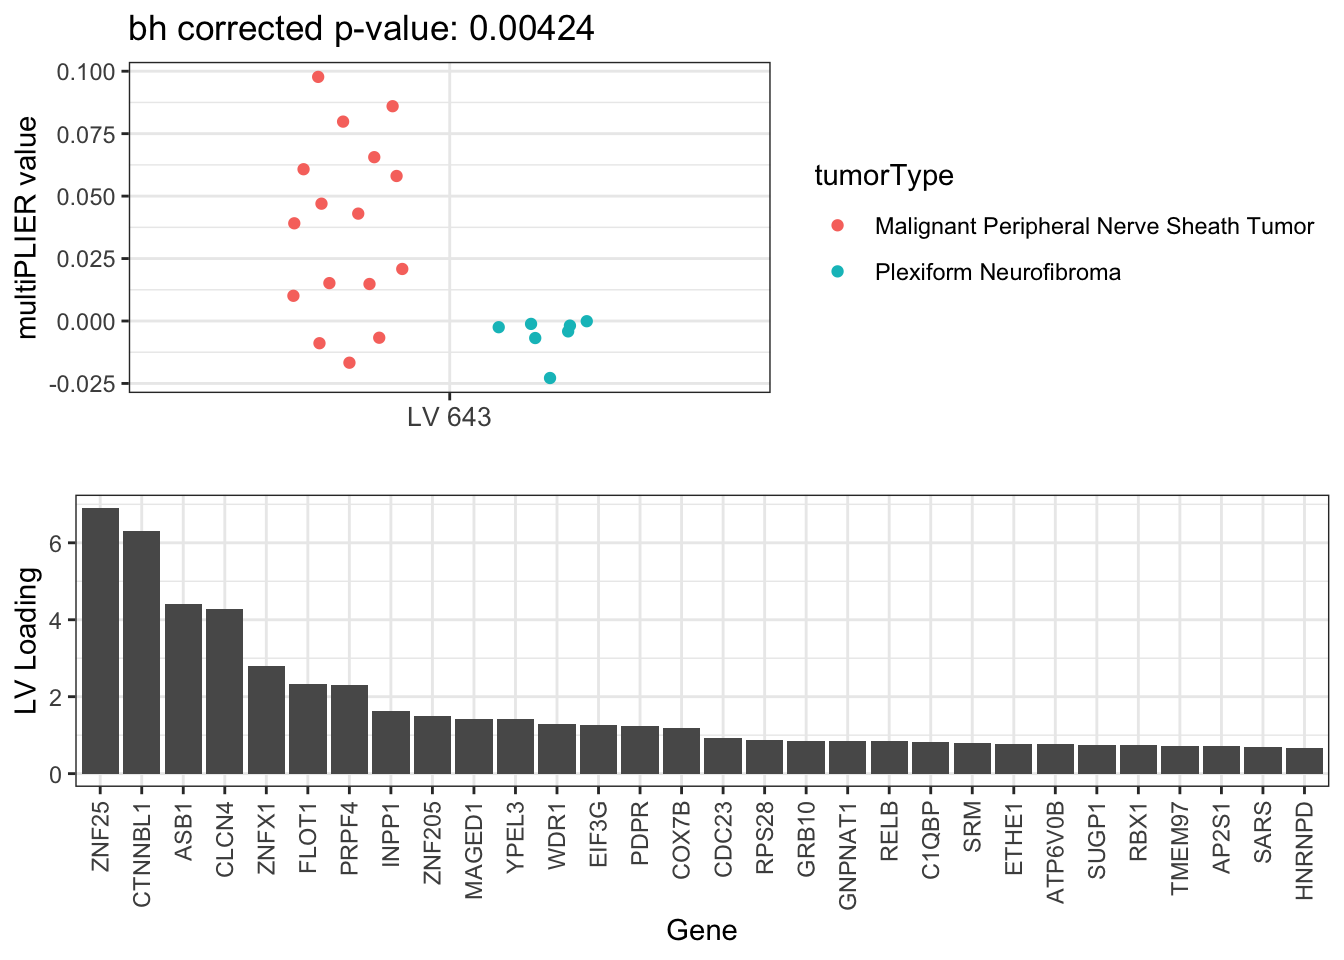 bh corrected p-value: 0.00424
multiPLIER value
0.100
0.075
0.050
0.025
0.000
-0.025
LV 643
tumorType
Malignant Peripheral Nerve Sheath Tumor
Plexiform Neurofibroma
LV Loading
6
4
2
0
ZNF25
CTNNBL1
ASB1
CLCN4
ZNFX1
FLOT1
PRPF4
INPP1
ZNF205
MAGED1
YPEL3
WDR1
EIF3G
PDPR
COX7B
CDC23
RPS28
GRB10
GNPNAT1
RELB
C1QBP
SRM
ETHE1
ATP6V0B
SUGP1
RBX1
TMEM97
AP2S1
SARS
HNRNPD
Gene